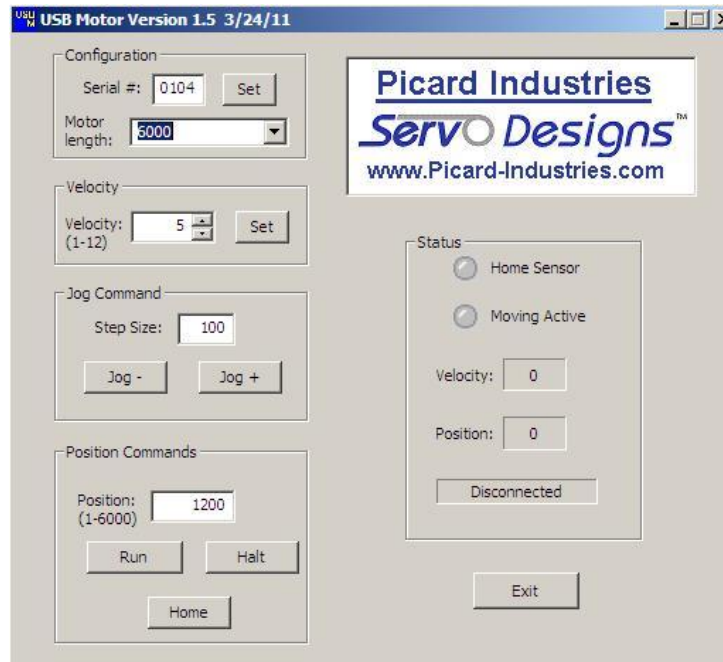 USB Motor Version 1.5 3/24/11
Configuration
Serial #: 0104 Set
Motor
length: 6000
Velocity
Velocity: 5 Set
(1-12)
Jog Command
Step Size: 100
Jog - Jog +
Position Commands
Position: 1200
(1-6000)
Run Halt
Home
Picard Industries
Servo Designs™
www.Picard-Industries.com
Status
Home Sensor
Moving Active
Velocity: 0
Position: 0
Disconnected
Exit